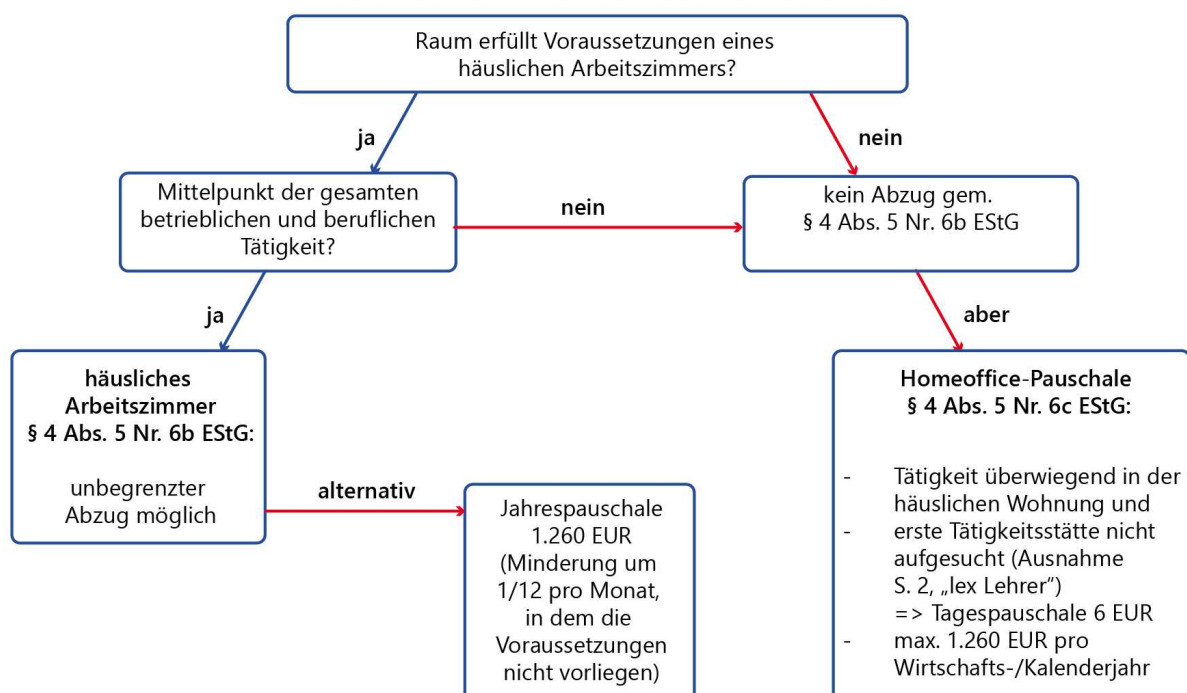 Raum erfüllt Voraussetzungen eines
häuslichen Arbeitszimmers?
ja
nein
Mittelpunkt der gesamten
betrieblichen und beruflichen
Tätigkeit?
nein
kein Abzug gem.
§ 4 Abs. 5 Nr. 6b EStG
ja
aber
häusliches
Arbeitszimmer
§ 4 Abs. 5 Nr. 6b EStG:
unbegrenzter
Abzug möglich
alternativ
Jahrespauschale
1.260 EUR
(Minderung um
1/12 pro Monat,
in dem die
Voraussetzungen
nicht vorliegen)
Homeoffice-Pauschale
§ 4 Abs. 5 Nr. 6c EStG:
- Tätigkeit überwiegend in der
häuslichen Wohnung und
- erste Tätigkeitsstätte nicht
aufgesucht (Ausnahme
S. 2, „lex Lehrer")
=> Tagespauschale 6 EUR
- max. 1.260 EUR pro
Wirtschafts-/Kalenderjahr